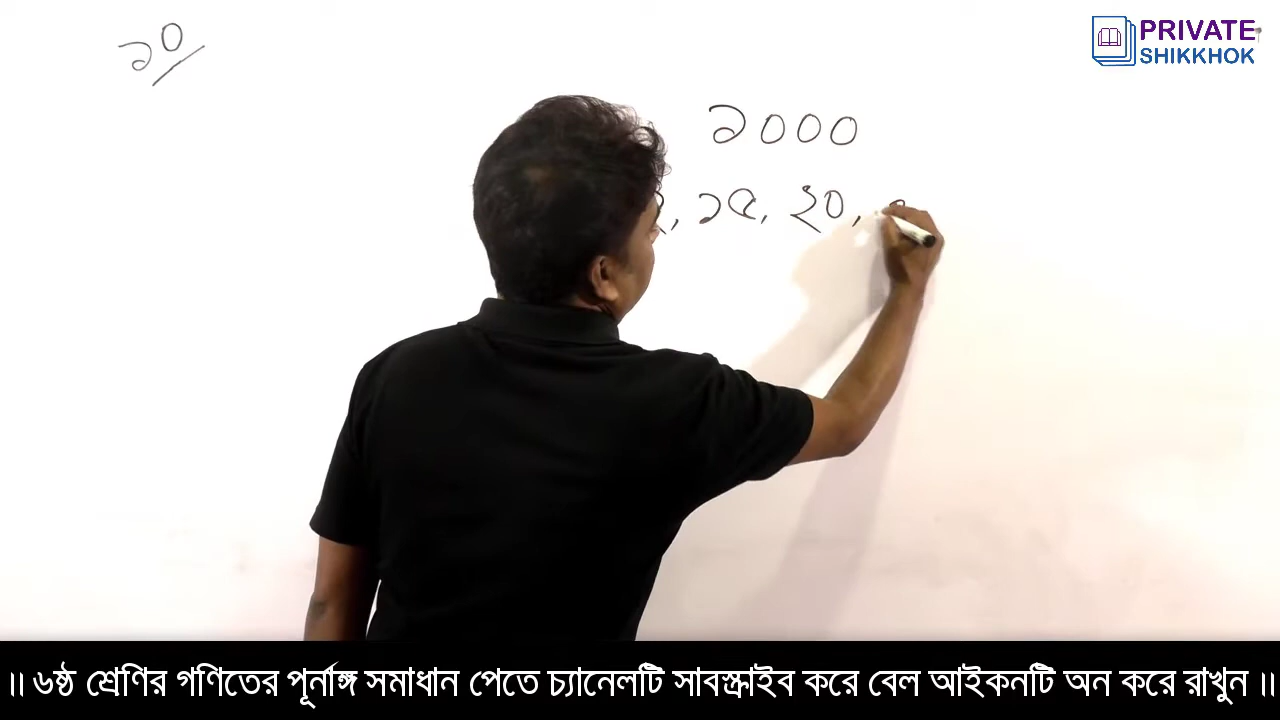 ১০
PRIVATE
SHIKKHOK
১০০০
, ১৫, ২০,
॥ ৬ষ্ঠ শ্রেণির গণিতের পূর্নাঙ্গ সমাধান পেতে চ্যানেলটি সাবস্ক্রাইব করে বেল আইকনটি অন করে রাখুন ॥